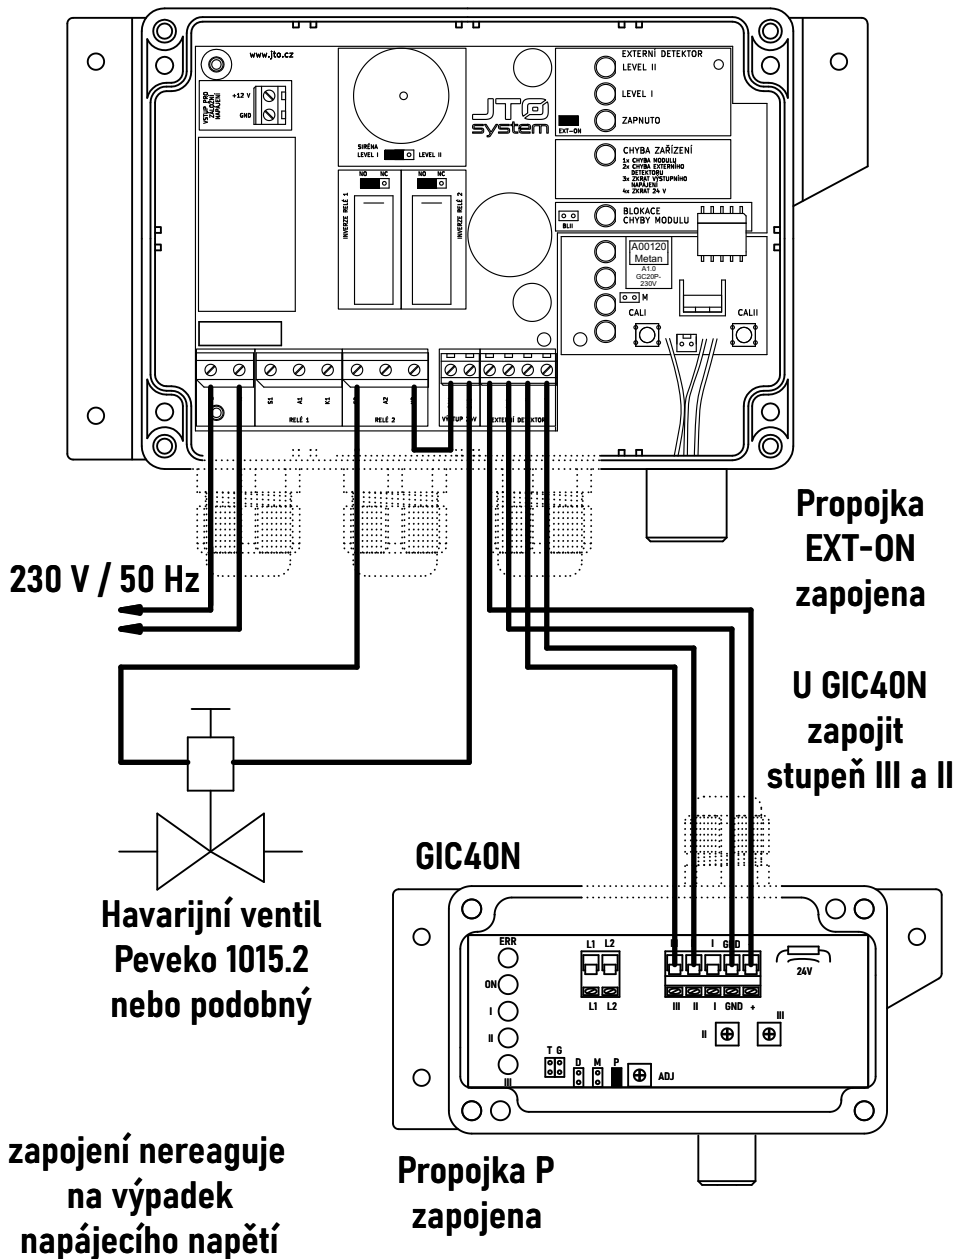 www.jto.cz
VSTUP PRO
ZÁLOŽNÍ
NAPÁJENÍ
+12 V
GND
SIRÉNA
LEVEL I
LEVEL II
NO NC
NO NC
INVERZE RELÉ 1
INVERZE RELÉ 2
JTO
system
EXTERNÍ DETEKTOR
LEVEL II
LEVEL I
ZAPNUTO
EXT-ON
CHYBA ZAŘÍZENÍ
1x CHYBA MODULU
2x CHYBA EXTERNÍHO
DETEKTORU
3x ZKRAT VÝSTUPNÍHO
NAPÁJENÍ
4x ZKRAT 24 V
BLOKACE
CHYBY MODULU
BLII
A00120
Metan
A1.0
GC20P-
230V
M
CALI
CALII
S1 A1 K1
A2
RELÉ 1
RELÉ 2
VÝSTUP 24V
EXTERNÍ DETEKTOR
230 V / 50 Hz
Propojka
EXT-ON
zapojena
U GIC40N
zapojit
stupeň III a II
Havarijní ventil
Peveko 1015.2
nebo podobný
GIC40N
ERR
ON
I
II
III
L1 L2
L1 L2
I GND
III II I GND +
24V
II
III
T G
D M P
ADJ
Propojka P
zapojena
zapojení nereaguje
na výpadek
napájecího napětí